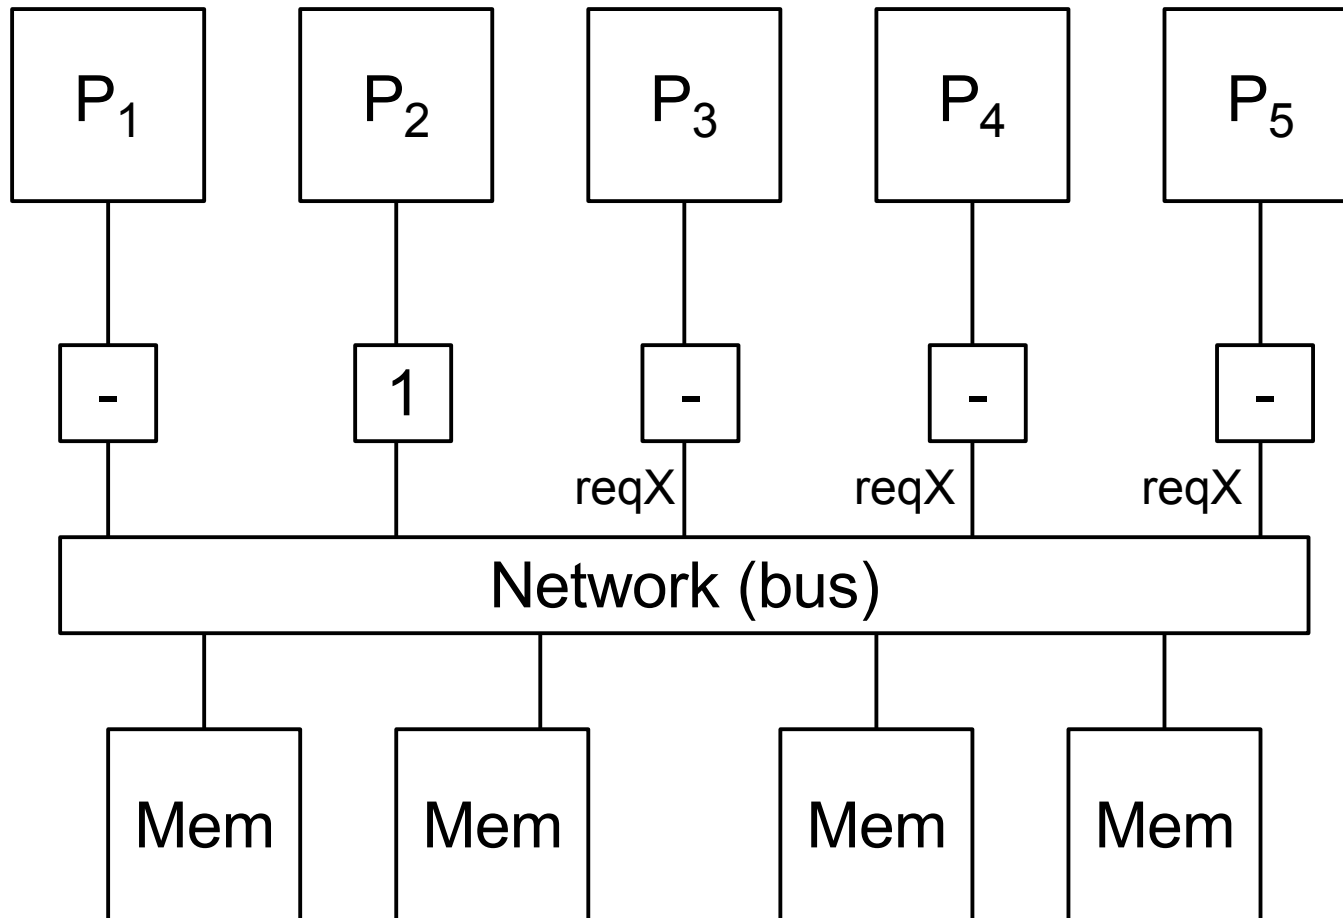 P1 P2 P3 P4 P5
- 1 - - -
reqX reqX reqX
Network (bus)
Mem Mem Mem Mem